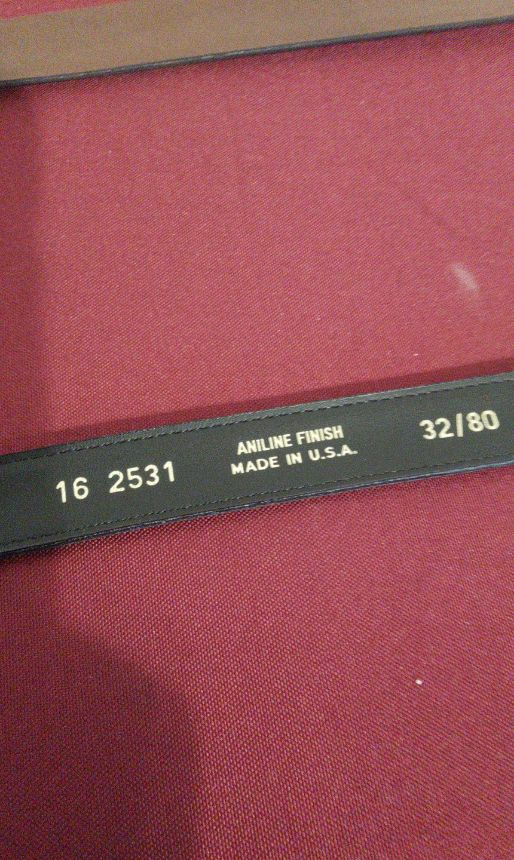 16 2531
ANILINE FINISH
MADE IN U.S.A.
32/80